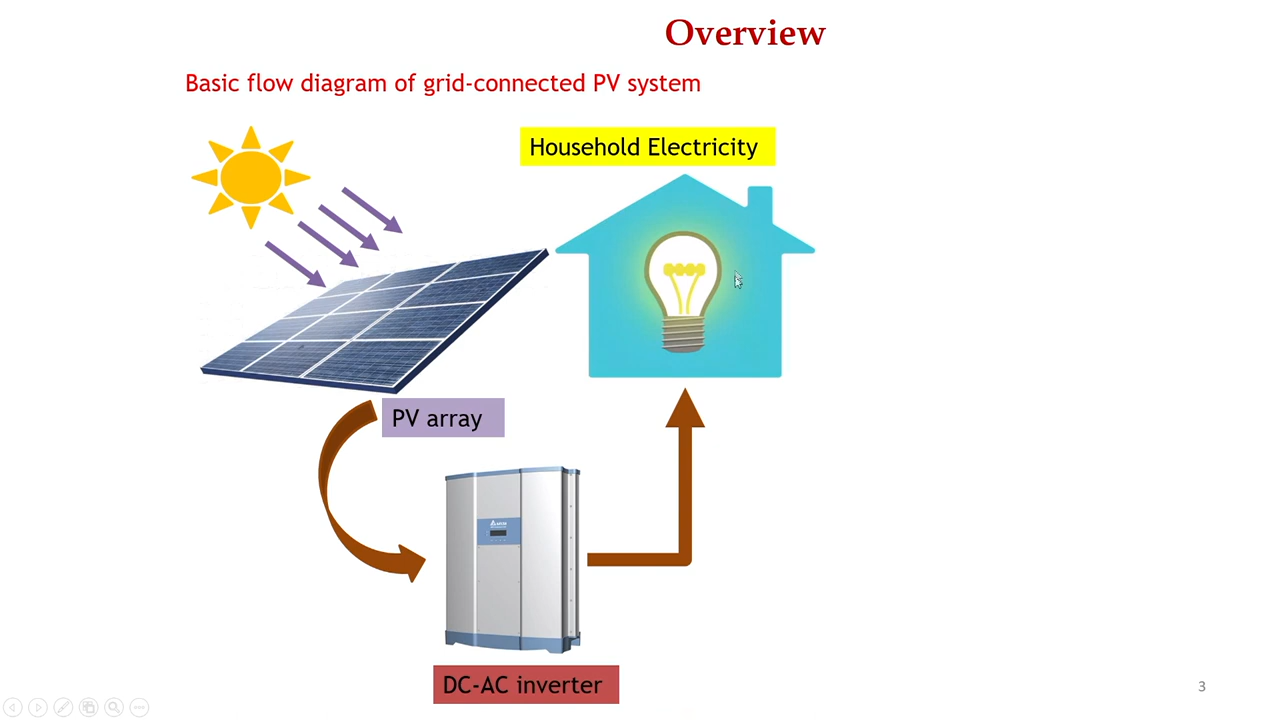 Overview
Basic flow diagram of grid-connected PV system
Household Electricity
PV array
DC-AC inverter
3